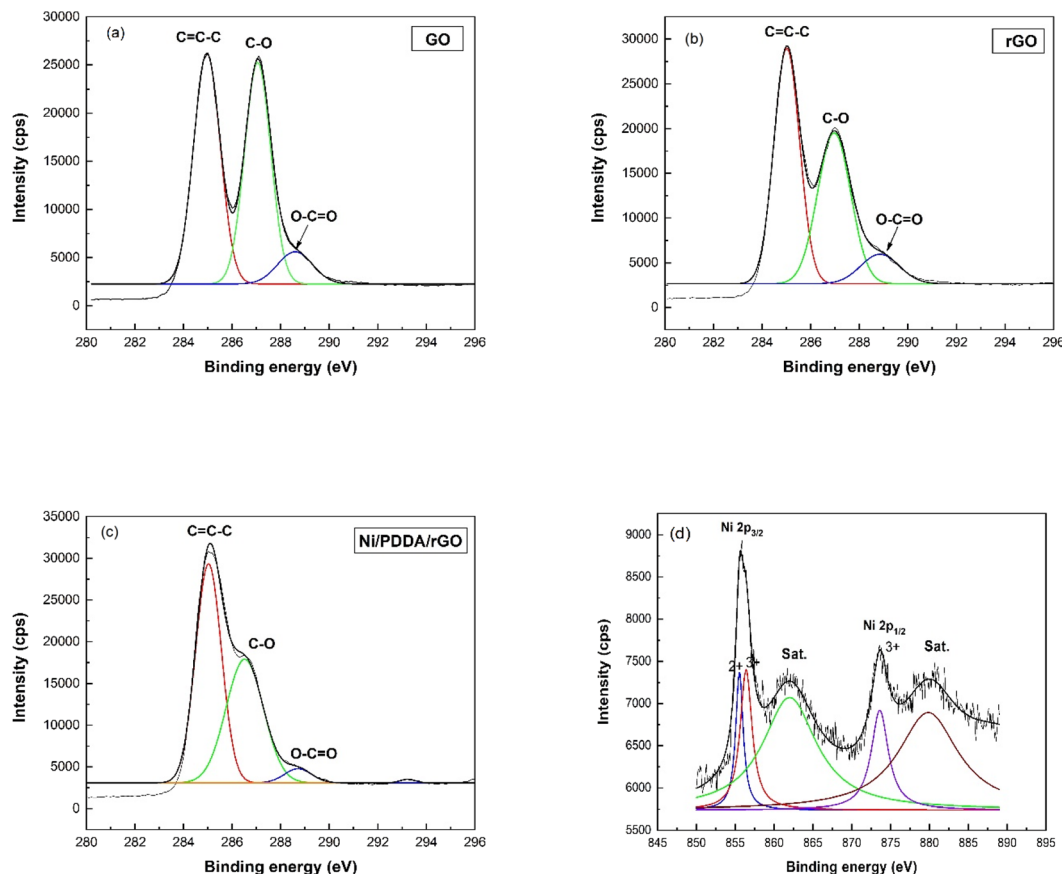 (a)
GO
C=C-C
C-O
O-C=O
30000
25000
20000
15000
10000
5000
0
280 282 284 286 288 290 292 294 296
Intensity (cps)
Binding energy (eV)
(b)
rGO
C=C-C
C-O
O-C=O
30000
25000
20000
15000
10000
5000
0
280 282 284 286 288 290 292 294 296
Intensity (cps)
Binding energy (eV)
(c)
Ni/PDDA/rGO
C=C-C
C-O
O-C=O
35000
30000
25000
20000
15000
10000
5000
0
280 282 284 286 288 290 292 294 296
Intensity (cps)
Binding energy (eV)
(d)
Ni 2p3/2
2+ 3+
Sat.
Ni 2p1/2
3+
Sat.
9000
8500
8000
7500
7000
6500
6000
5500
845 850 855 860 865 870 875 880 885 890 895
Intensity (cps)
Binding energy (eV)